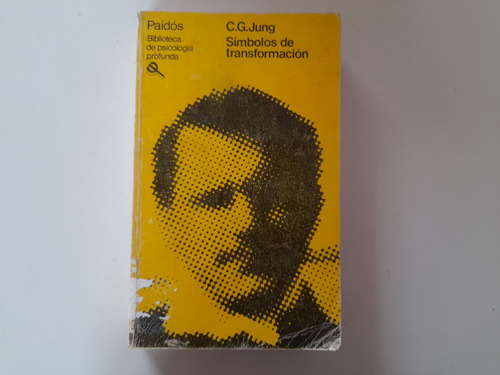 Paidós
Biblioteca
de psicología
profunda
C.G.Jung
Símbolos de
transformación